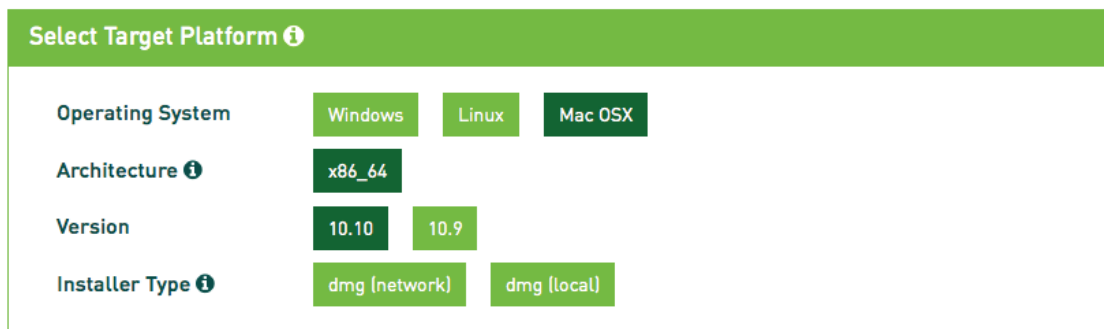 Select Target Platform
Operating System Windows Linux Mac OSX
Architecture x86_64
Version 10.10 10.9
Installer Type dmg (network) dmg (local)